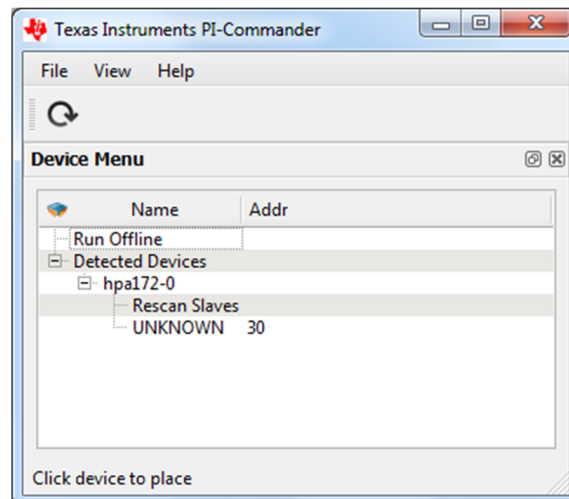 Texas Instruments PI-Commander
File View Help
Device Menu
Name Addr
Run Offline
Detected Devices
hpa172-0
Rescan Slaves
UNKNOWN 30
Click device to place